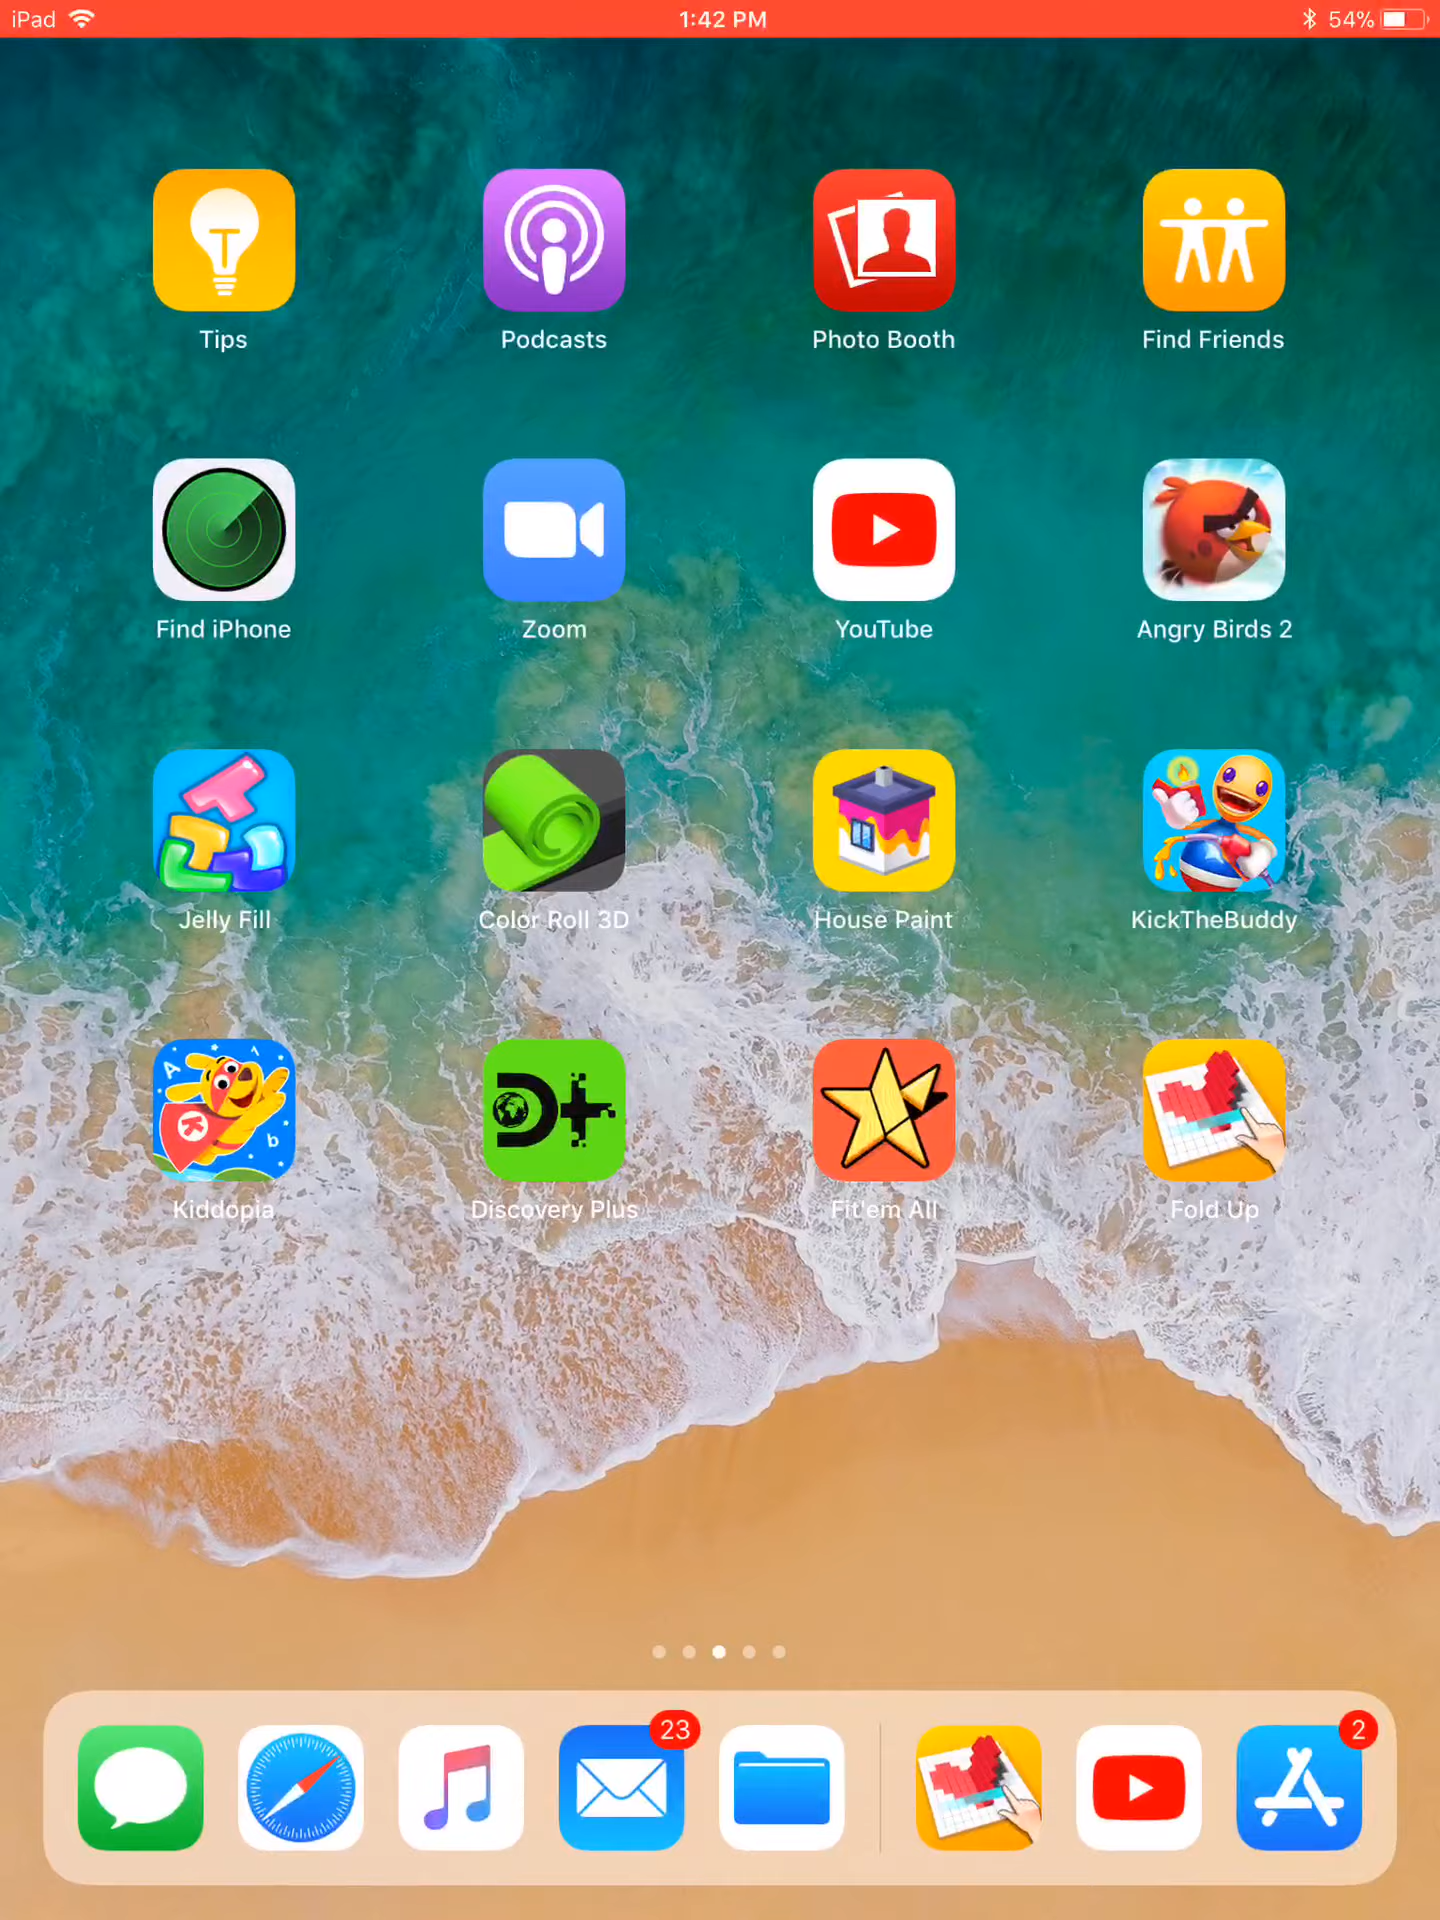 iPad 1:42 PM 54%
Tips Podcasts Photo Booth Find Friends
Find iPhone Zoom YouTube Angry Birds 2
Jelly Fill Color Roll 3D House Paint KickTheBuddy
A K b
D+
Kiddopia Discovery Plus Fit'em All Fold Up
23 2